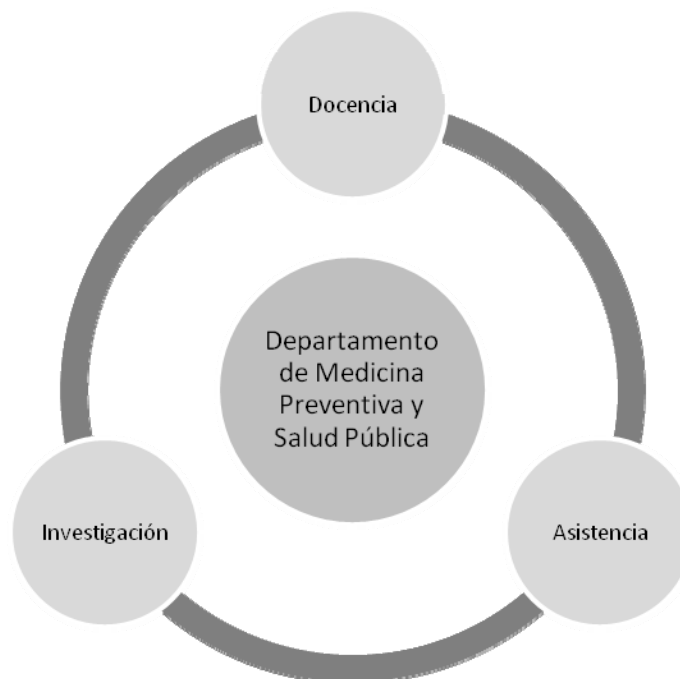 Docencia
Departamento
de Medicina
Preventiva y
Salud Pública
Investigación
Asistencia